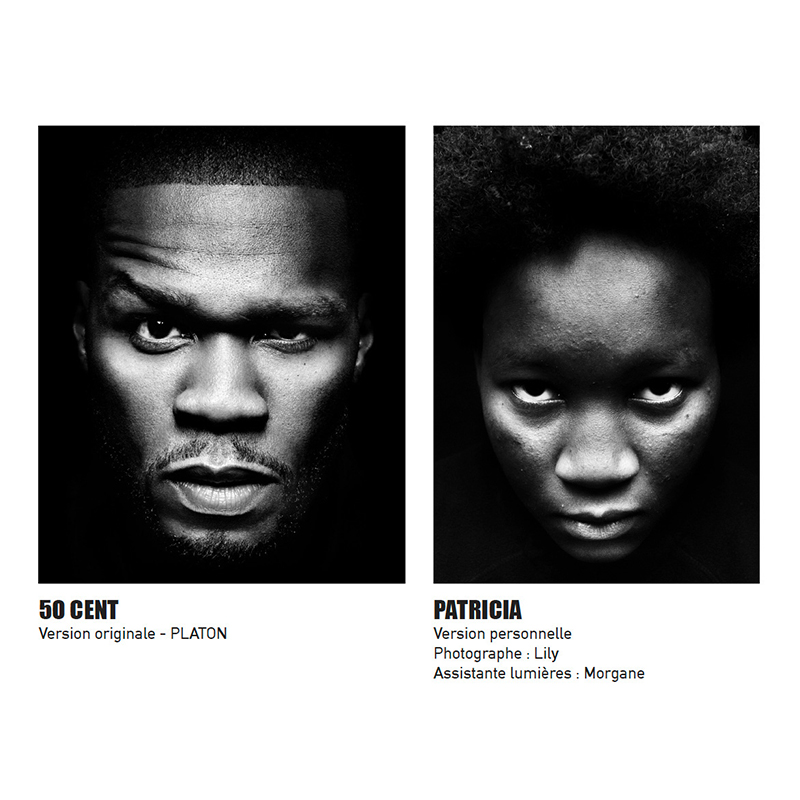 50 CENT
Version originale - PLATON
PATRICIA
Version personnelle
Photographe : Lily
Assistante lumières : Morgane